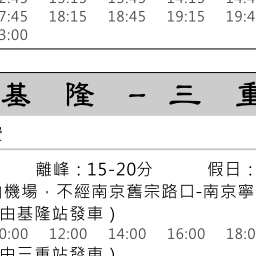 7:45 18:15 18:45 19:15 19:4
3:00
基 隆 - 三 重
離峰：15-20分 假日：
機場，不經南京舊宗路口-南京寧
由基隆站發車）
0:00 12:00 14:00 16:00 18:0
由三重站發車）